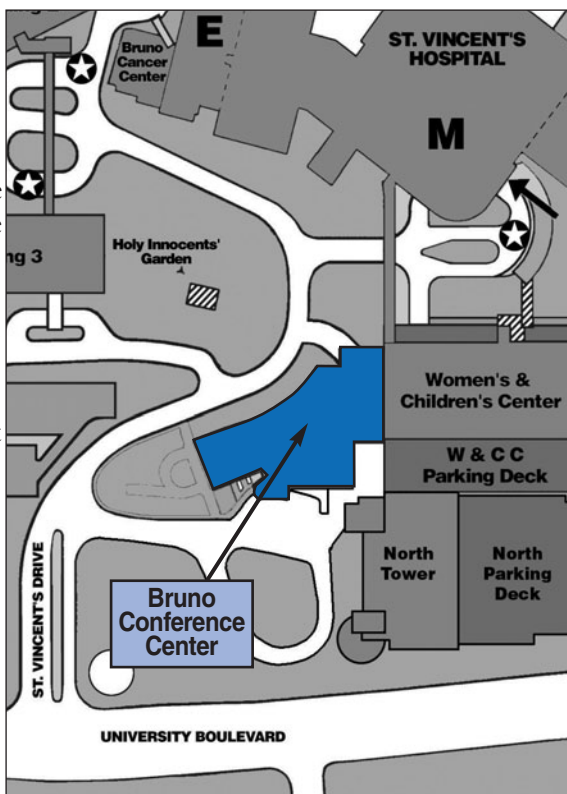 E
Bruno
Cancer
Center
ST. VINCENT'S
HOSPITAL
M
Holy Innocents'
Garden
ng 3
Women's &
Children's Center
W & C C
Parking Deck
North
Tower
North
Parking
Deck
Bruno
Conference
Center
ST. VINCENT'S DRIVE
UNIVERSITY BOULEVARD